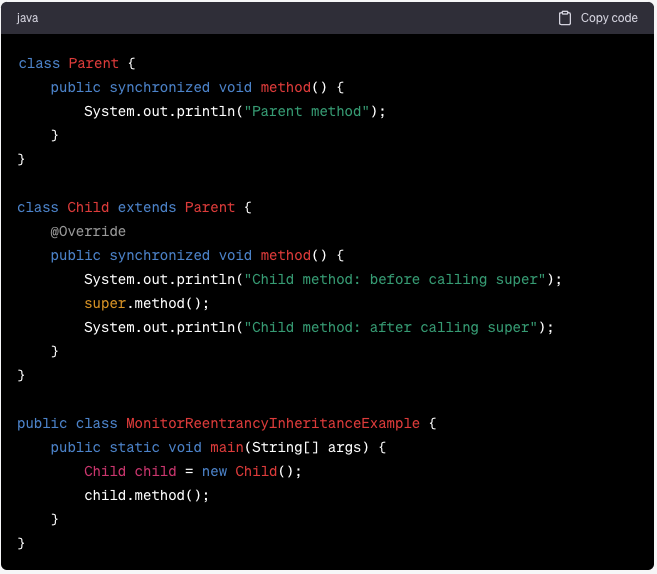 java
Copy code
class Parent {
    public synchronized void method() {
        System.out.println("Parent method");
    }
}

class Child extends Parent {
    @Override
    public synchronized void method() {
        System.out.println("Child method: before calling super");
        super.method();
        System.out.println("Child method: after calling super");
    }
}

public class MonitorReentrancyInheritanceExample {
    public static void main(String[] args) {
        Child child = new Child();
        child.method();
    }
}